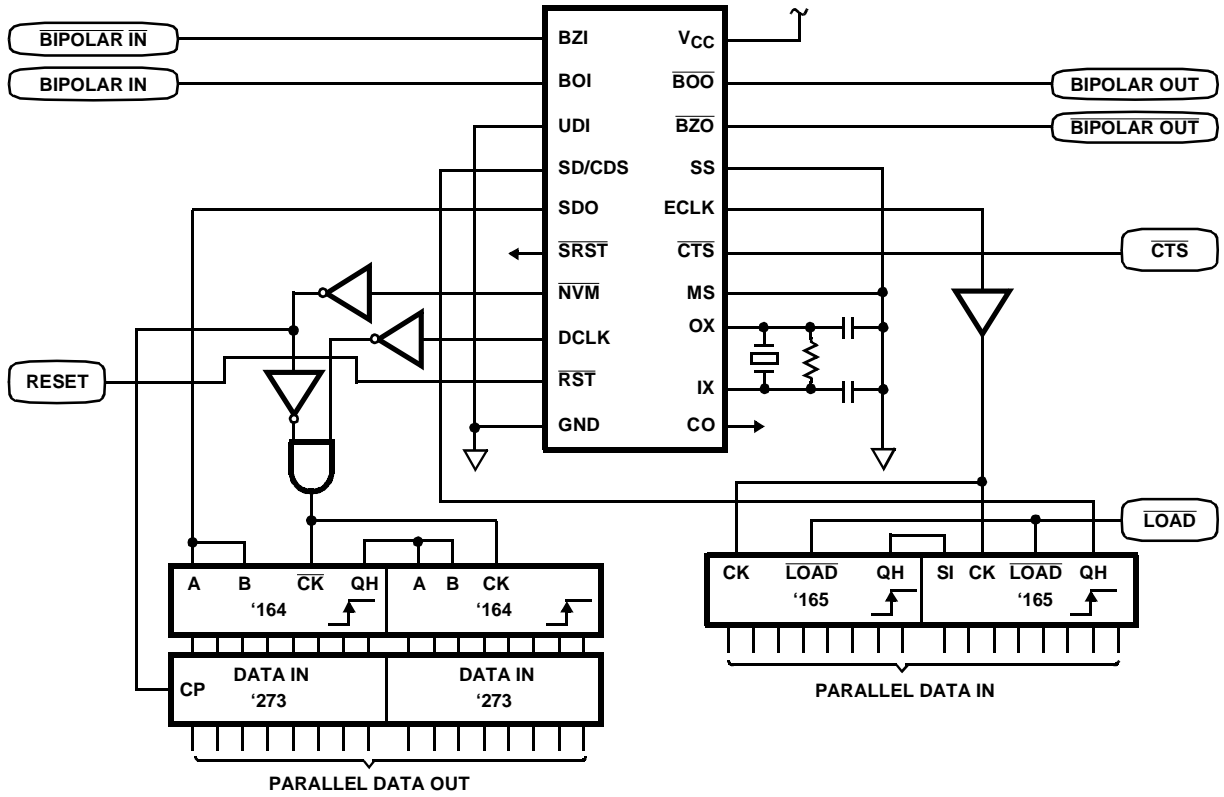 BIPOLAR IN
BIPOLAR IN
RESET
BZI
BOI
UDI
SD/CDS
SDO
SRST
NVM
DCLK
RST
GND
VCC
BOO
BZO
SS
ECLK
CTS
MS
OX
IX
CO
BIPOLAR OUT
BIPOLAR OUT
CTS
LOAD
A B CK QH A B CK
‘164 ‘164
CP DATA IN DATA IN
‘273 ‘273
PARALLEL DATA OUT
CK LOAD QH SI CK LOAD QH
‘165 ‘165
PARALLEL DATA IN